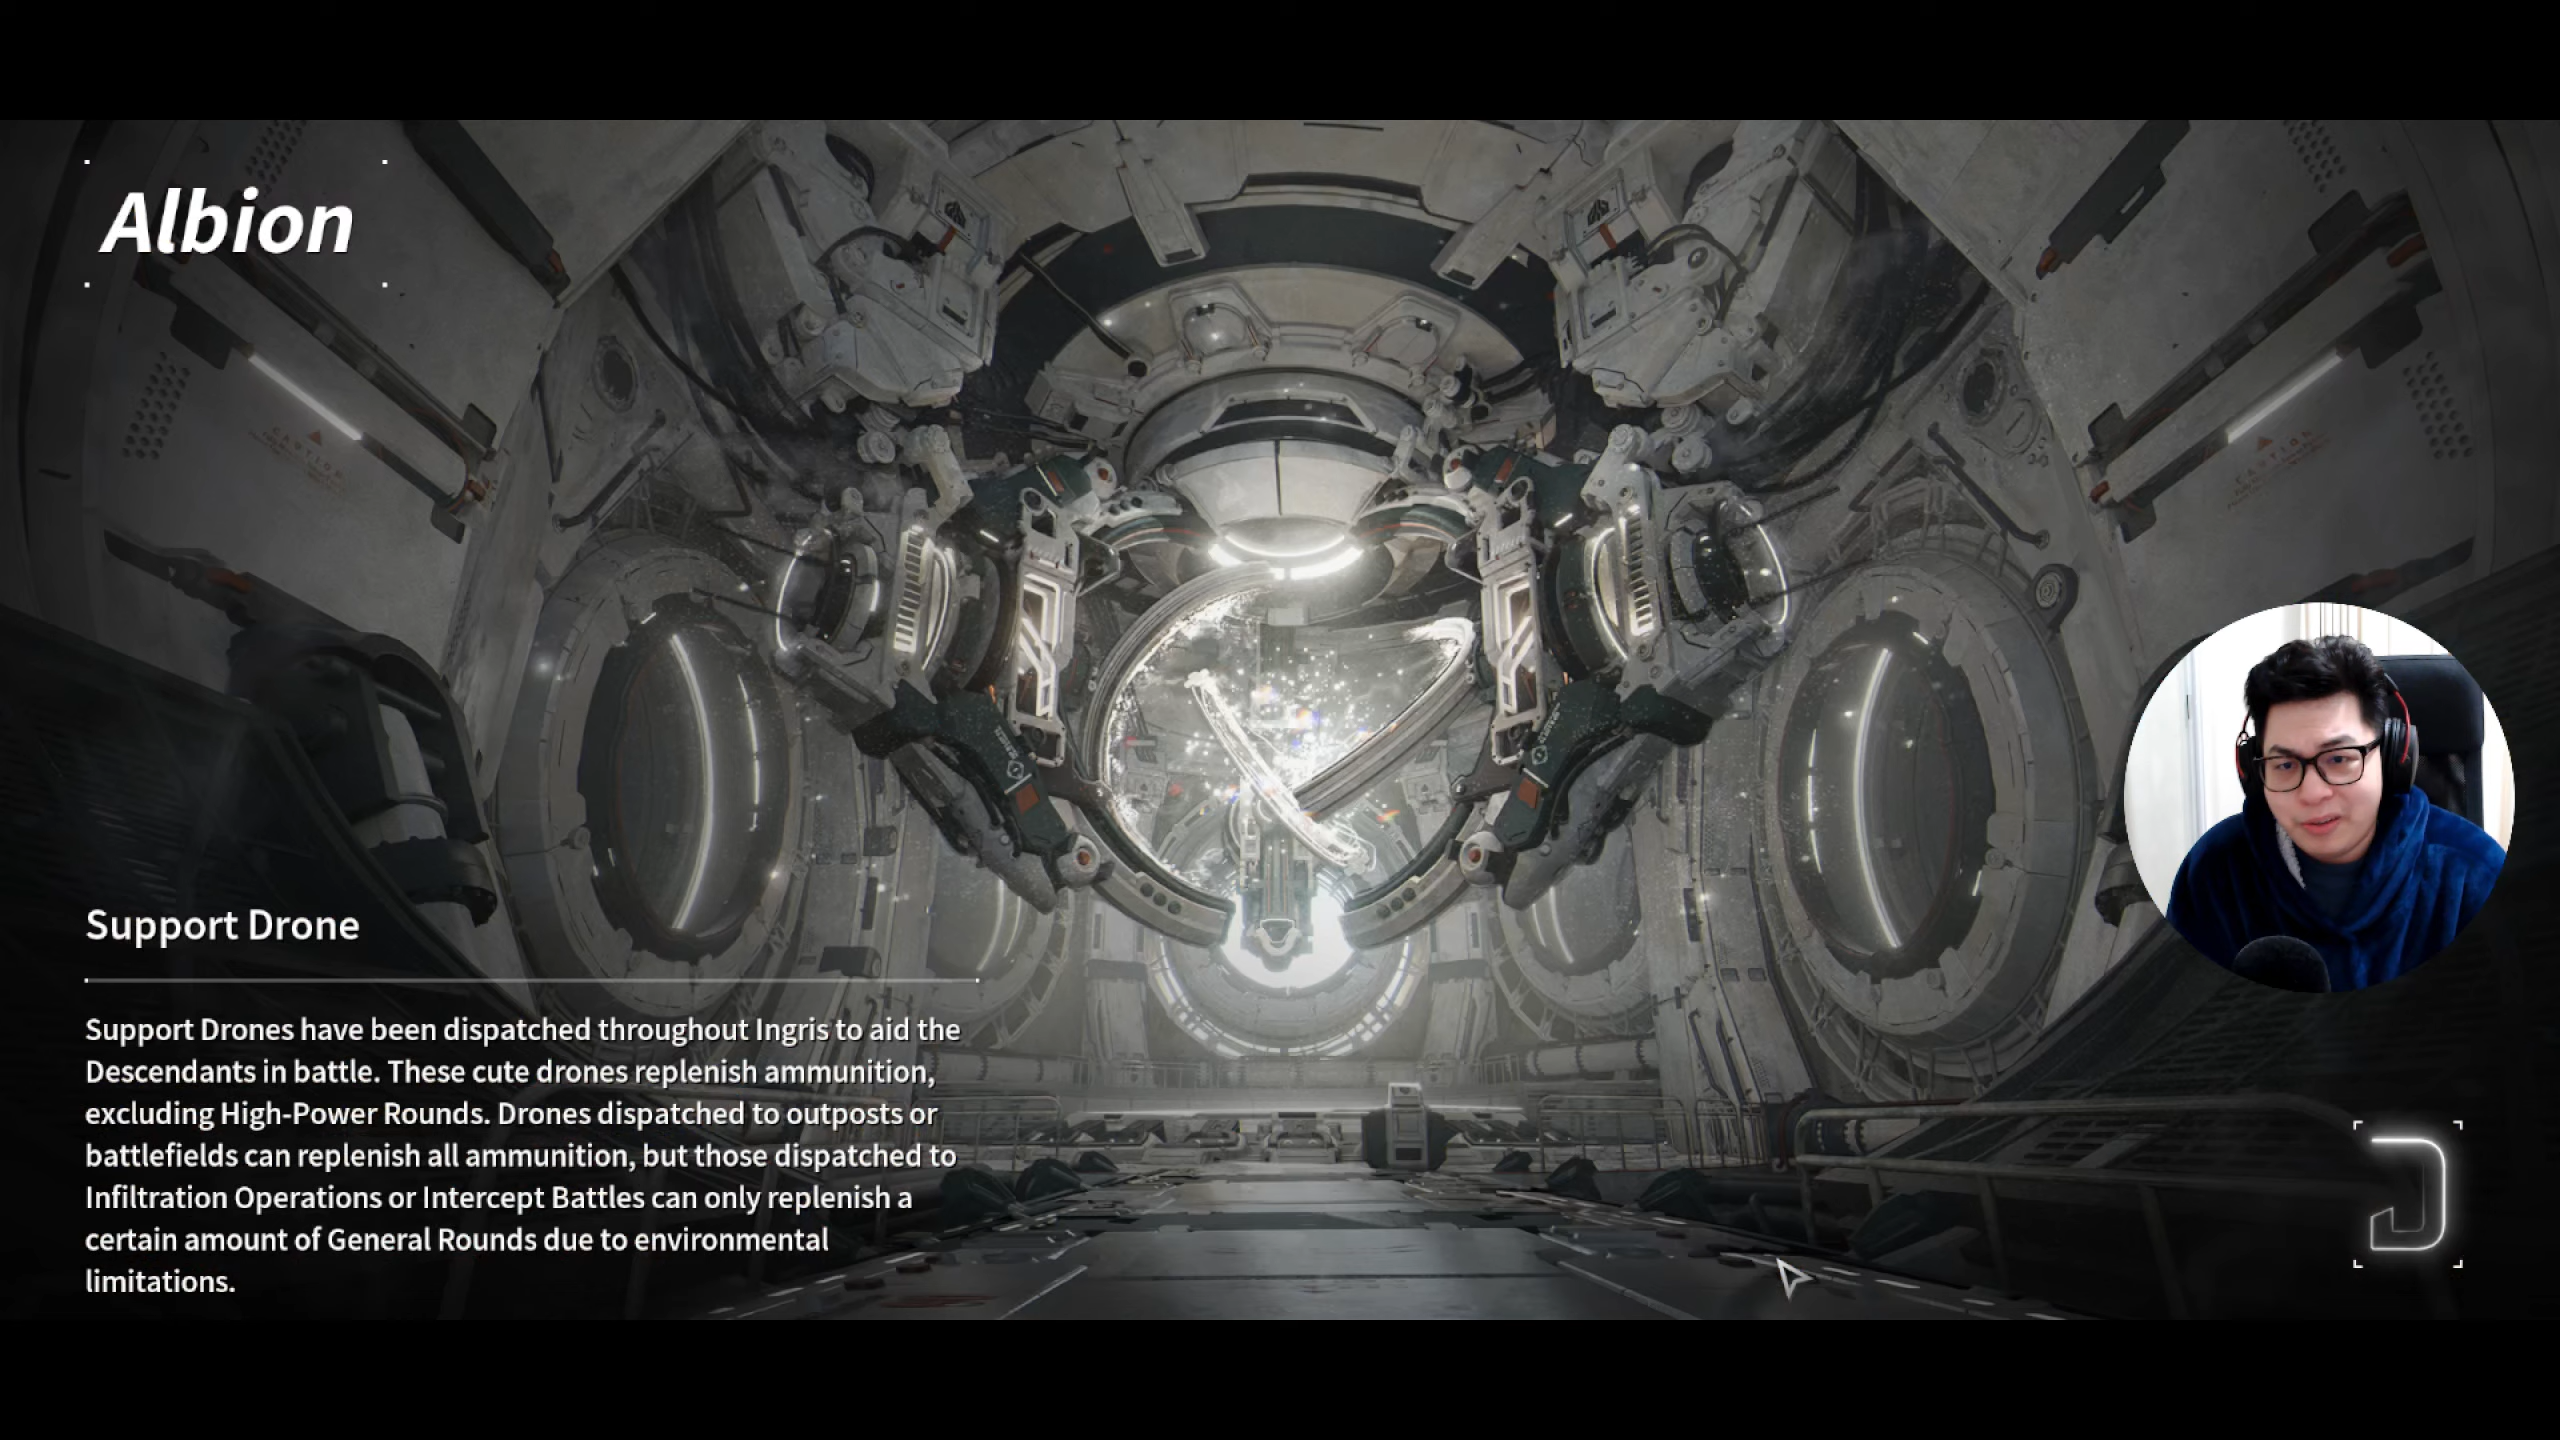 Albion
CAUTION
CAUTION
Support Drone
Support Drones have been dispatched throughout Ingris to aid the
Descendants in battle. These cute drones replenish ammunition,
excluding High-Power Rounds. Drones dispatched to outposts or
battlefields can replenish all ammunition, but those dispatched to
Infiltration Operations or Intercept Battles can only replenish a
certain amount of General Rounds due to environmental
limitations.